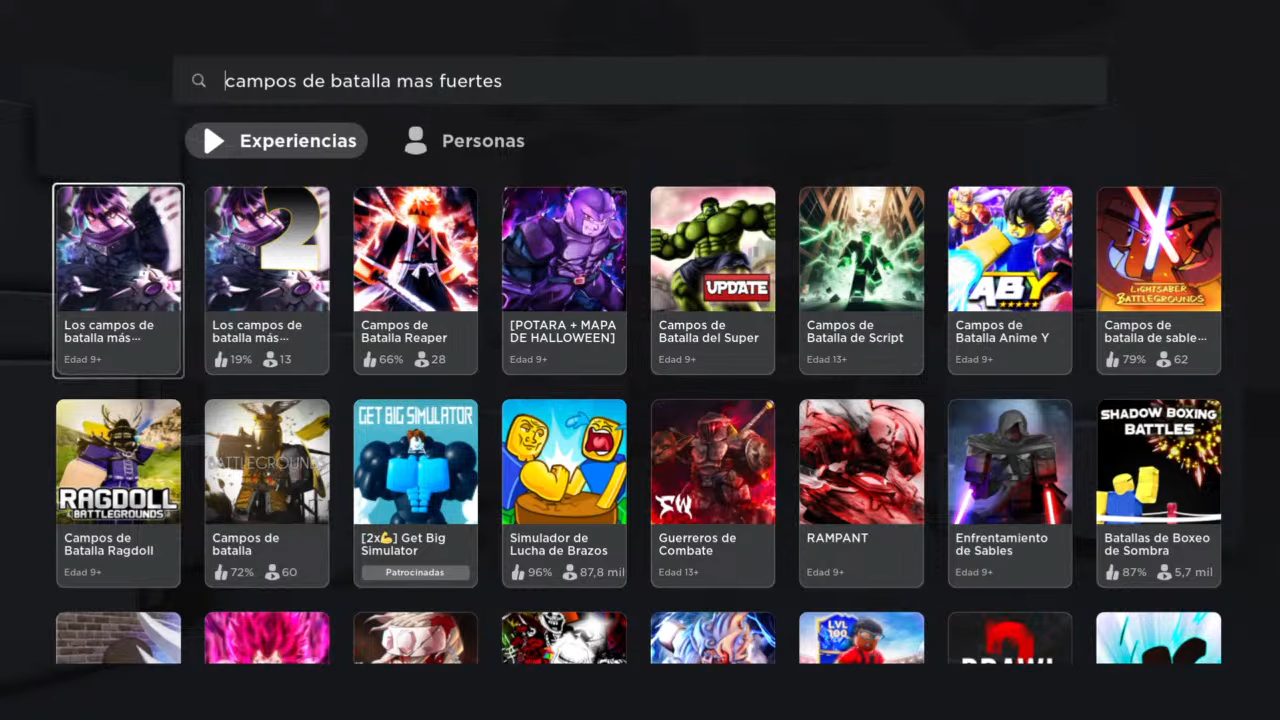 campos de batalla mas fuertes
Experiencias
Personas
2
UPDATE
ABY
LIGHTSABER
BATTLEGROUNDS
Los campos de
batalla más···
Edad 9+
Los campos de
batalla más···
19% 13
Campos de
Batalla Reaper
66% 28
[POTARA + MAPA
DE HALLOWEEN]
Edad 9+
Campos de
Batalla del Super
Edad 9+
Campos de
Batalla de Script
Edad 13+
Campos de
Batalla Anime Y
Edad 9+
Campos de
batalla de sable···
79% 62
RAGDOLL
BATTLEGROUNDS
BATTLEGROUN
GET BIG SIMULATOR
FW
SHADOW BOXING
BATTLES
Campos de
Batalla Ragdoll
Edad 9+
Campos de
batalla
72% 60
[2x💪] Get Big
Simulator
Patrocinadas
Simulador de
Lucha de Brazos
96% 87,8 mil
Guerreros de
Combate
Edad 13+
RAMPANT
Edad 9+
Enfrentamiento
de Sables
Edad 9+
Batallas de Boxeo
de Sombra
87% 5,7 mil
LVL
100